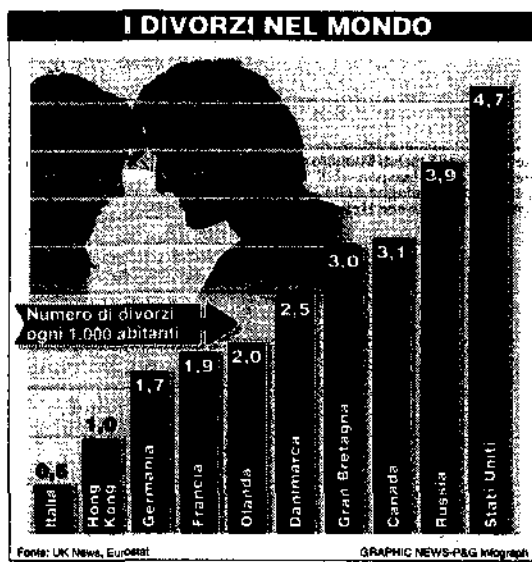 I DIVORZI NEL MONDO
4,7
3,9
3,1
3,0
2,5
Numero di divorzi
ogni 1.000 abitanti
2,0
1,9
1,7
1,0
Italia
Hong
Kong
Germania
Francia
Olanda
Danimarca
Gran Bretagna
Canada
Russia
Stati Uniti
Fonte: UK News, Eurostat
GRAPHIC NEWS-P&G Infograph